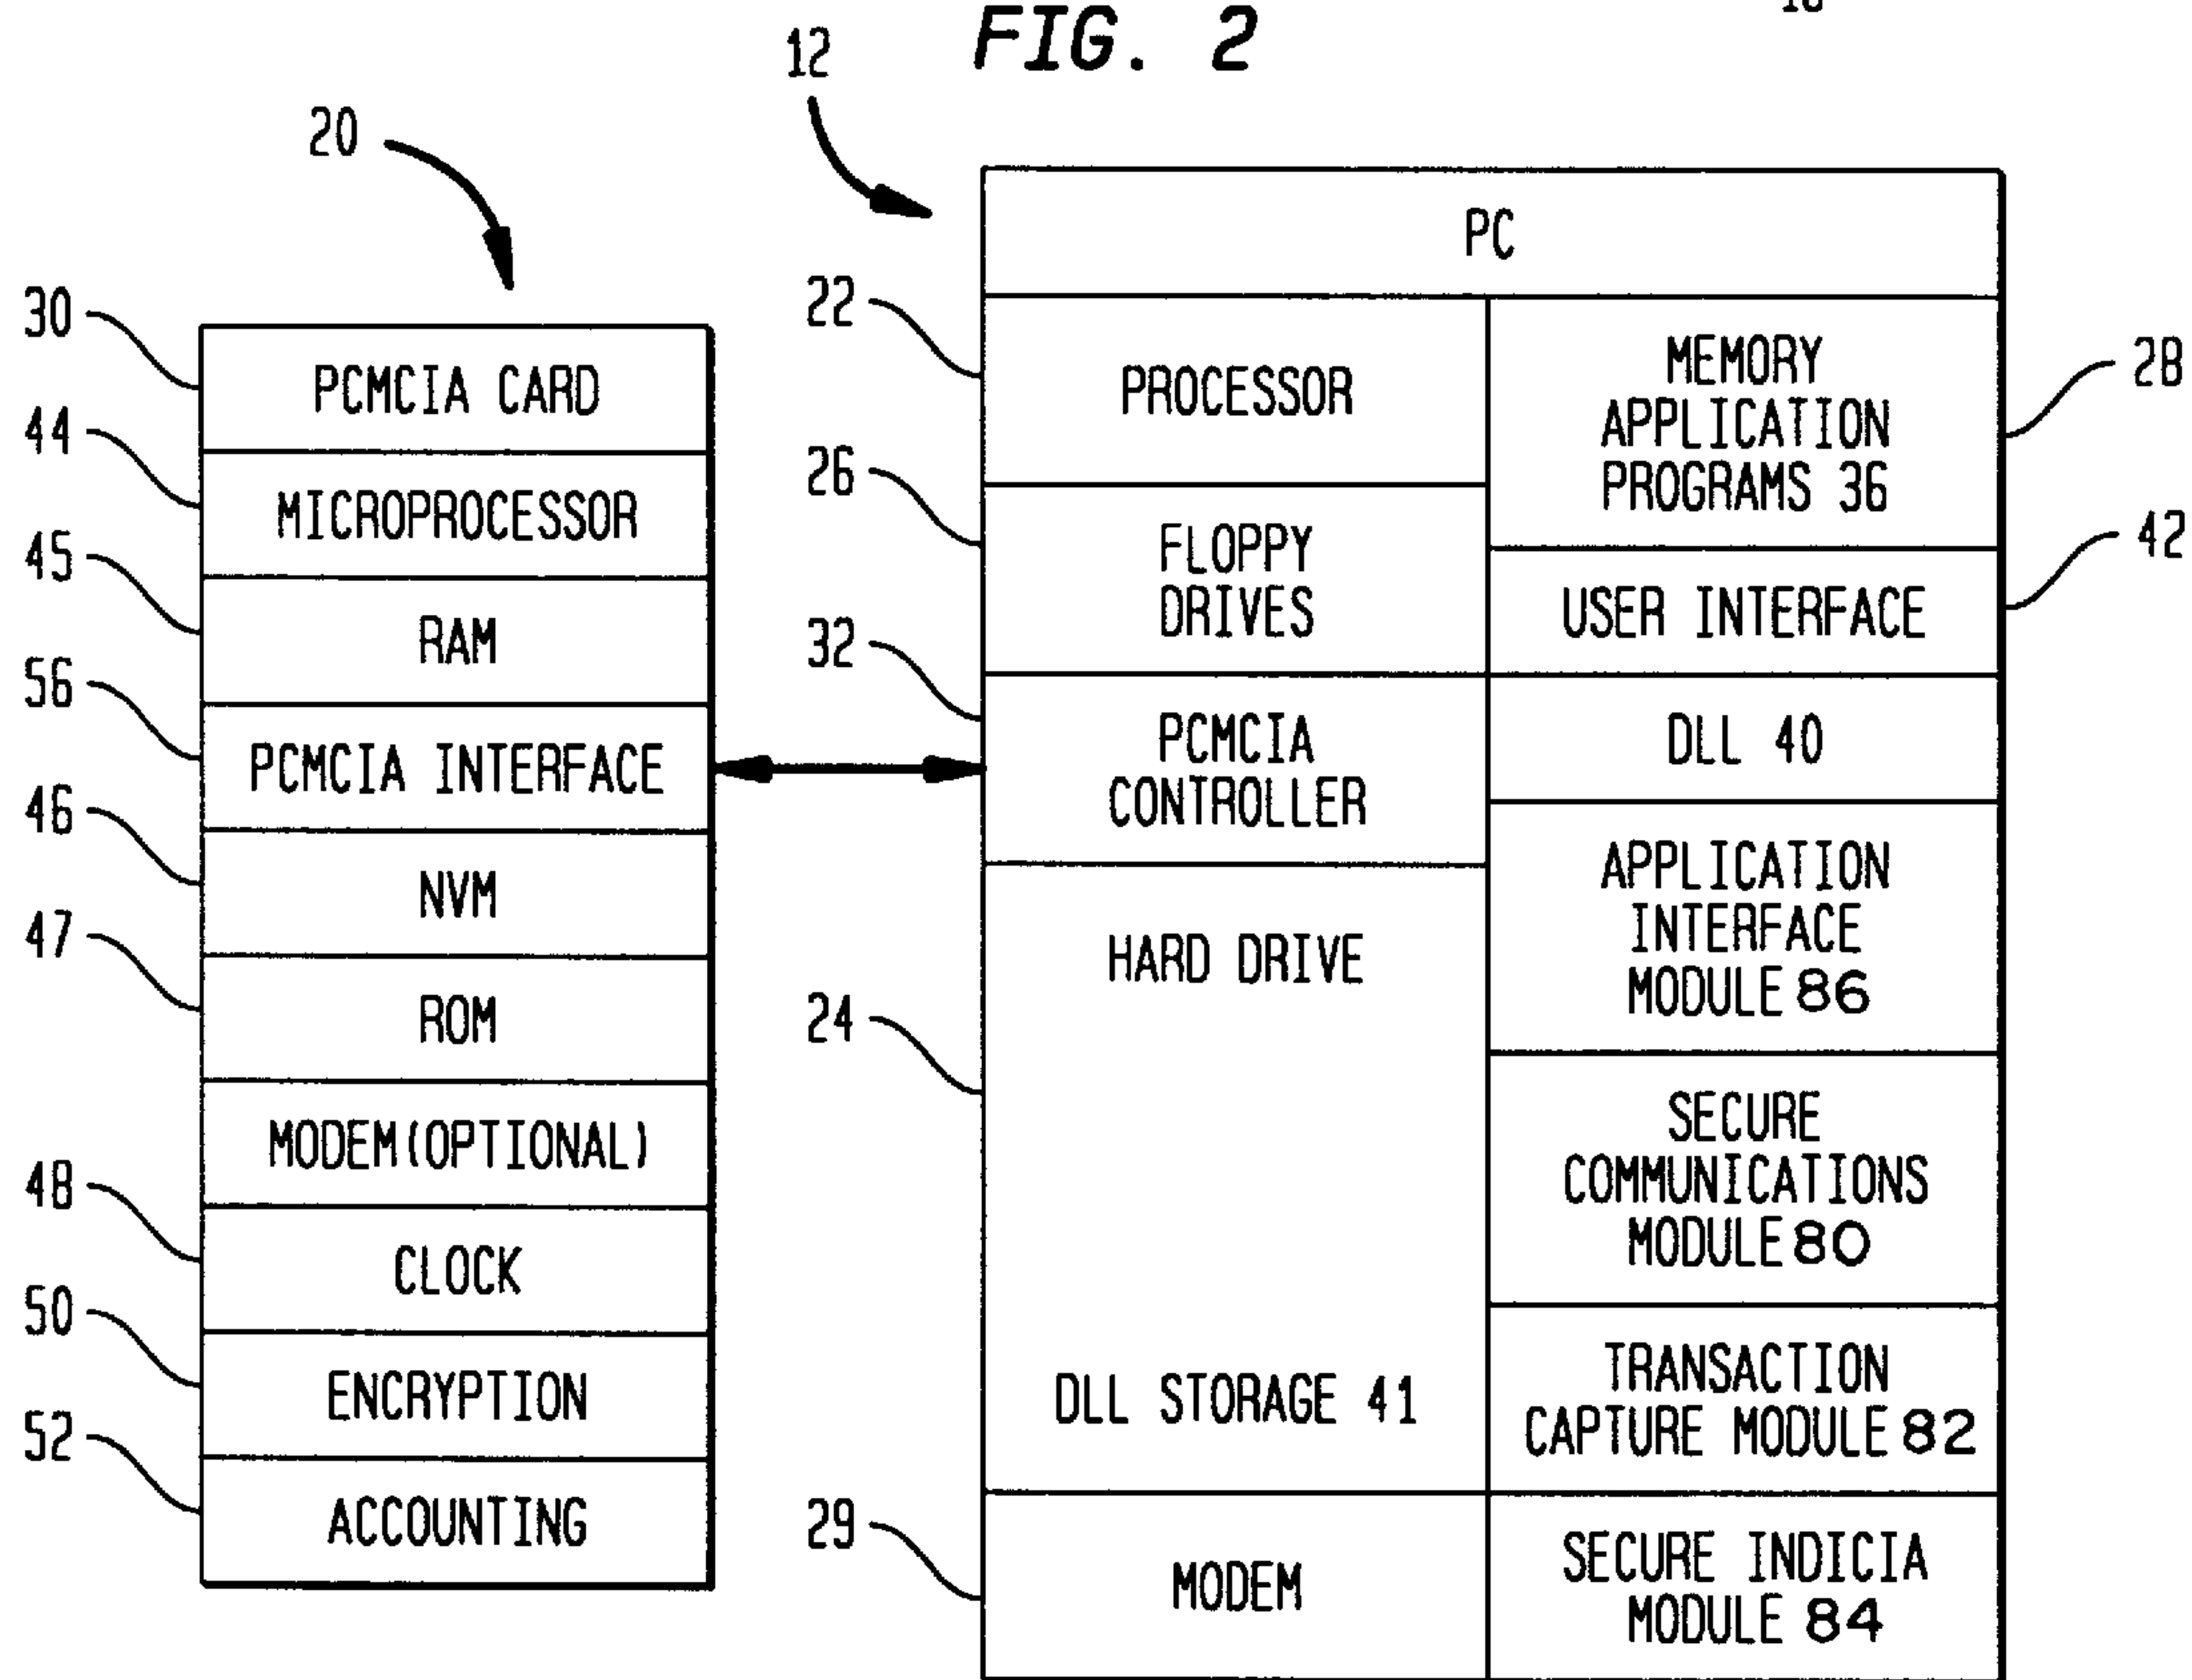 FIG. 2
12
20
30
PCMCIA CARD
44
MICROPROCESSOR
45
RAM
56
PCMCIA INTERFACE
46
NVM
47
ROM
MODEM(OPTIONAL)
48
CLOCK
50
ENCRYPTION
52
ACCOUNTING
PC
22
PROCESSOR
26
FLOPPY
DRIVES
32
PCMCIA
CONTROLLER
24
HARD DRIVE
DLL STORAGE 41
29
MODEM
MEMORY
APPLICATION
PROGRAMS 36
28
USER INTERFACE
42
DLL 40
APPLICATION
INTERFACE
MODULE 86
SECURE
COMMUNICATIONS
MODULE 80
TRANSACTION
CAPTURE MODULE 82
SECURE INDICIA
MODULE 84